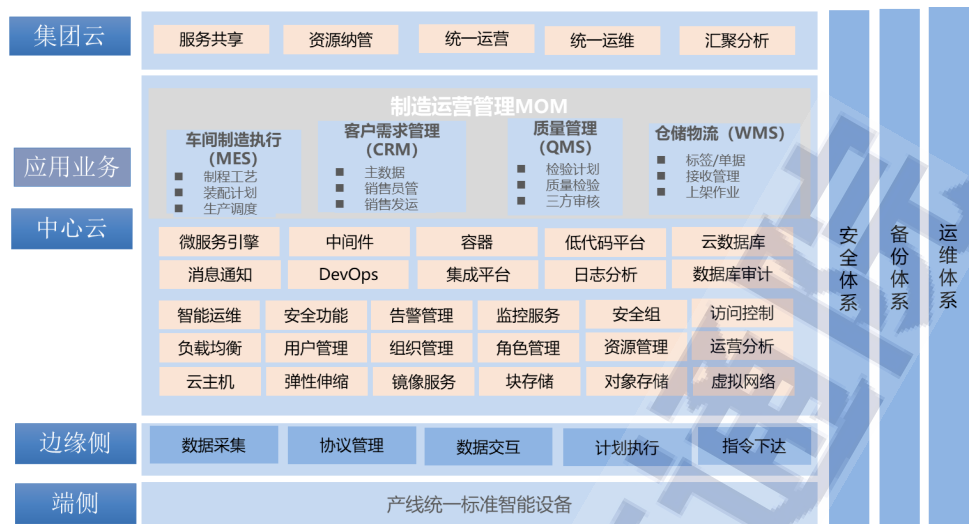 集团云
服务共享
资源纳管
统一运营
统一运维
汇聚分析
制造运营管理MOM
车间制造执行
(MES)
■ 制程工艺
■ 装配计划
■ 生产调度
客户需求管理
(CRM)
■ 主数据
■ 销售员管
■ 销售发运
质量管理
(QMS)
■ 检验计划
■ 质量检验
■ 三方审核
仓储物流（WMS）
■ 标签/单据
■ 接收管理
■ 上架作业
应用业务
中心云
微服务引擎
中间件
容器
低代码平台
云数据库
消息通知
DevOps
集成平台
日志分析
数据库审计
智能运维
安全功能
告警管理
监控服务
安全组
访问控制
负载均衡
用户管理
组织管理
角色管理
资源管理
运营分析
云主机
弹性伸缩
镜像服务
块存储
对象存储
虚拟网络
边缘侧
数据采集
协议管理
数据交互
计划执行
指令下达
端侧
产线统一标准智能设备
安全体系
备份体系
运维体系